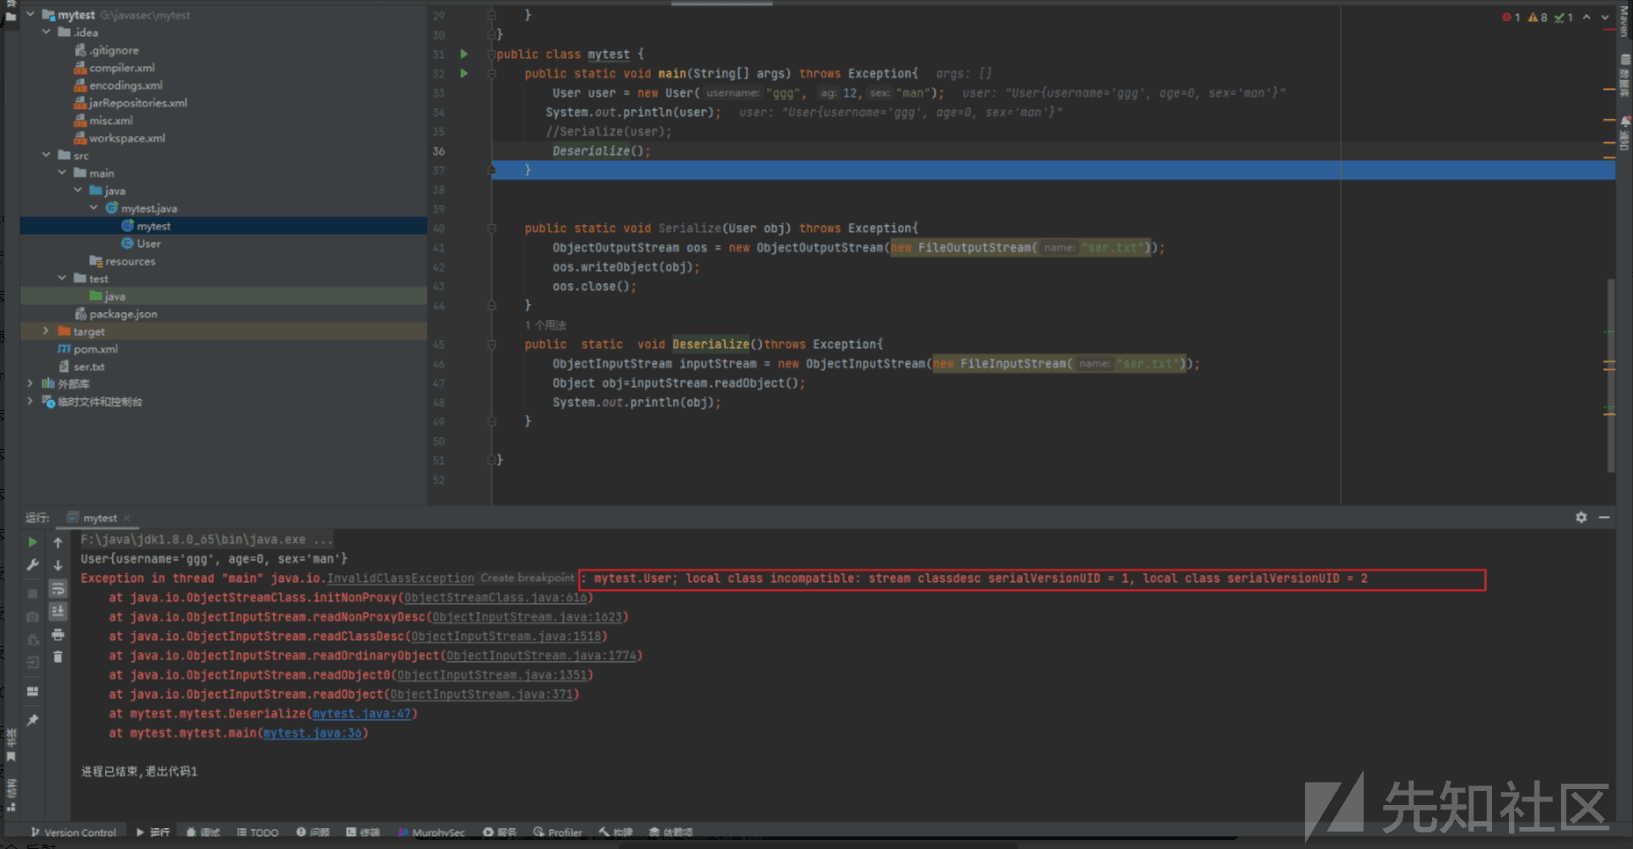 mytest G:\javasec\mytest
.idea
.gitignore
compiler.xml
encodings.xml
jarRepositories.xml
misc.xml
workspace.xml
src
main
java
mytest.java
mytest
User
resources
test
java
package.json
target
pom.xml
ser.txt
外部库
临时文件和控制台
29 }
30 }
31 public class mytest {
32 public static void main(String[] args) throws Exception{ args: []
33 User user = new User( username: "ggg", ag: 12, sex: "man"); user: "User{username='ggg', age=0, sex='man'}"
34 System.out.println(user); user: "User{username='ggg', age=0, sex='man'}"
35 //Serialize(user);
36 Deserialize();
37 }
38
39
40 public static void Serialize(User obj) throws Exception{
41 ObjectOutputStream oos = new ObjectOutputStream(new FileOutputStream( name: "ser.txt"));
42 oos.writeObject(obj);
43 oos.close();
44 }
1 个用法
45 public static void Deserialize()throws Exception{
46 ObjectInputStream inputStream = new ObjectInputStream(new FileInputStream( name: "ser.txt"));
47 Object obj=inputStream.readObject();
48 System.out.println(obj);
49 }
50
51 }
52
1 8 1
Maven
数据库
通知
运行: mytest
F:\java\jdk1.8.0_65\bin\java.exe ...
User{username='ggg', age=0, sex='man'}
Exception in thread "main" java.io.InvalidClassException Create breakpoint : mytest.User; local class incompatible: stream classdesc serialVersionUID = 1, local class serialVersionUID = 2
at java.io.ObjectStreamClass.initNonProxy(ObjectStreamClass.java:616)
at java.io.ObjectInputStream.readNonProxyDesc(ObjectInputStream.java:1623)
at java.io.ObjectInputStream.readClassDesc(ObjectInputStream.java:1518)
at java.io.ObjectInputStream.readOrdinaryObject(ObjectInputStream.java:1774)
at java.io.ObjectInputStream.readObject0(ObjectInputStream.java:1351)
at java.io.ObjectInputStream.readObject(ObjectInputStream.java:371)
at mytest.mytest.Deserialize(mytest.java:47)
at mytest.mytest.main(mytest.java:36)
进程已结束,退出代码1
书签
结构
Version Control 运行 调试 TODO 问题 终端 MurphySec 服务 Profiler 构建 依赖项
先知社区